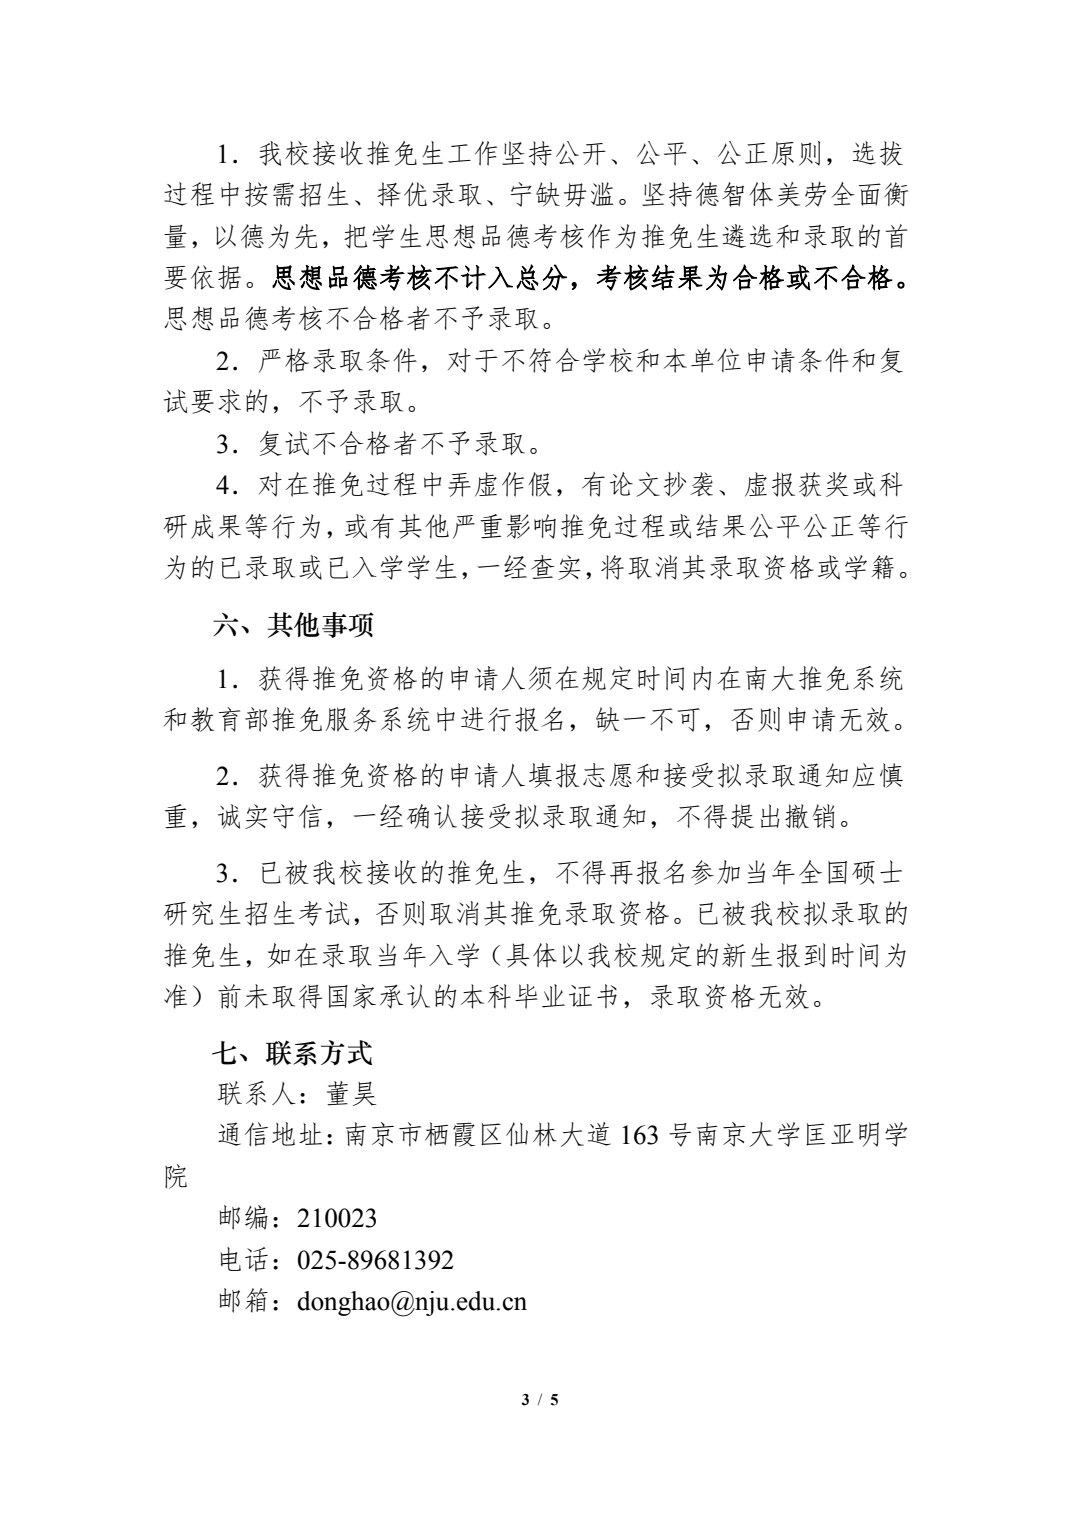 1．我校接收推免生工作坚持公开、公平、公正原则，选拔
过程中按需招生、择优录取、宁缺毋滥。坚持德智体美劳全面衡
量，以德为先，把学生思想品德考核作为推免生遴选和录取的首
要依据。思想品德考核不计入总分，考核结果为合格或不合格。
思想品德考核不合格者不予录取。
2．严格录取条件，对于不符合学校和本单位申请条件和复
试要求的，不予录取。
3．复试不合格者不予录取。
4．对在推免过程中弄虚作假，有论文抄袭、虚报获奖或科
研成果等行为，或有其他严重影响推免过程或结果公平公正等行
为的已录取或已入学学生，一经查实，将取消其录取资格或学籍。
六、其他事项
1．获得推免资格的申请人须在规定时间内在南大推免系统
和教育部推免服务系统中进行报名，缺一不可，否则申请无效。
2．获得推免资格的申请人填报志愿和接受拟录取通知应慎
重，诚实守信，一经确认接受拟录取通知，不得提出撤销。
3．已被我校接收的推免生，不得再报名参加当年全国硕士
研究生招生考试，否则取消其推免录取资格。已被我校拟录取的
推免生，如在录取当年入学（具体以我校规定的新生报到时间为
准）前未取得国家承认的本科毕业证书，录取资格无效。
七、联系方式
联系人：董昊
通信地址：南京市栖霞区仙林大道 163 号南京大学匡亚明学
院
邮编：210023
电话：025-89681392
邮箱：donghao@nju.edu.cn
3 / 5